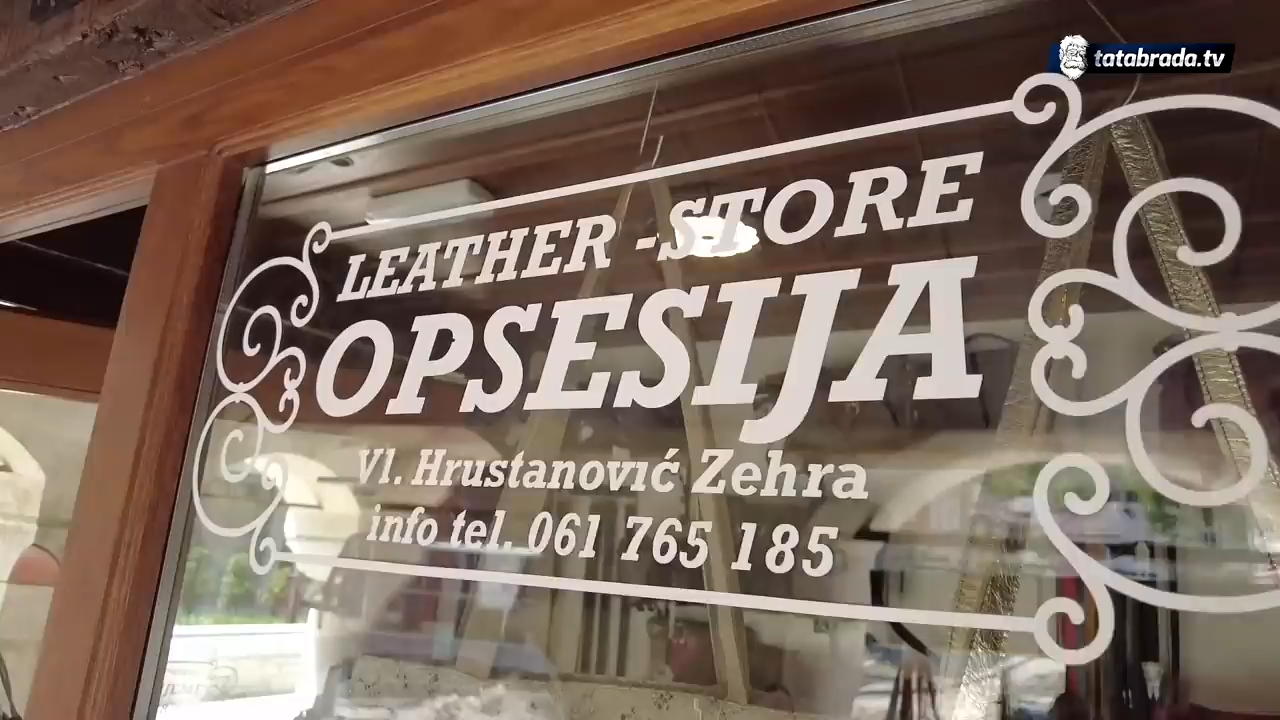 tatabrada.tv
LEATHER -STORE
OPSESIJA
Vl. Hrustanović Zehra
info tel. 061 765 185